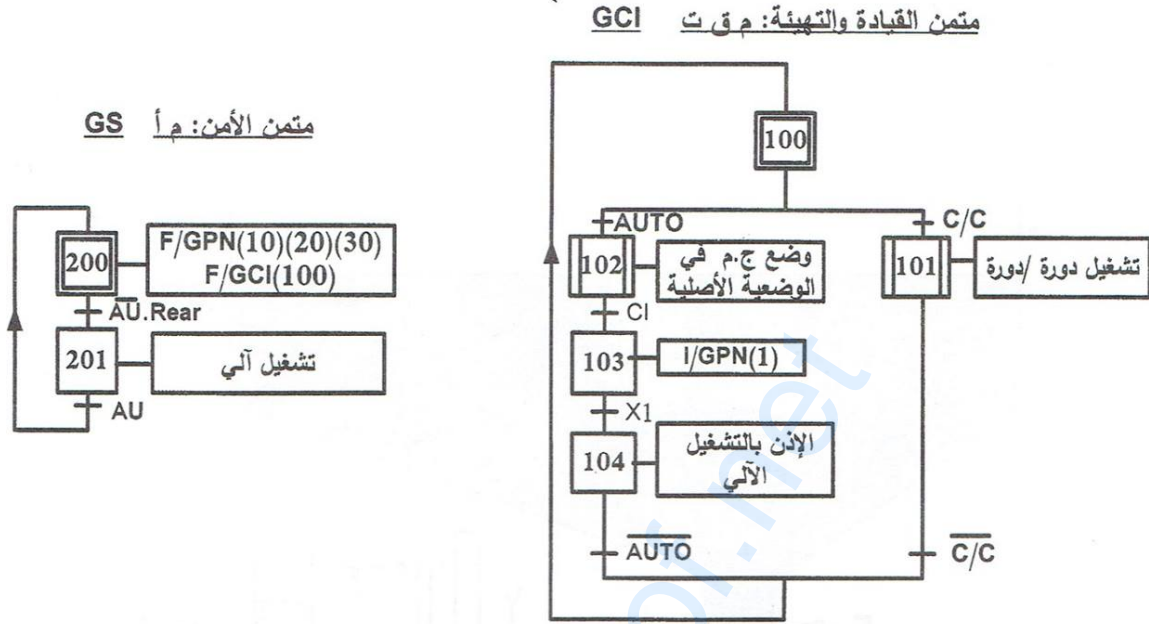 متمن القيادة والتهيئة: م ق ت GCI
متمن الأمن: م أ GS
200
F/GPN(10)(20)(30)
F/GCI(100)
A̅U̅.Rear
201
تشغيل آلي
AU
100
AUTO
C/C
102
وضع ج.م في
الوضعية الأصلية
101
تشغيل دورة /دورة
CI
103
I/GPN(1)
X1
104
الإذن بالتشغيل
الآلي
A̅U̅T̅O̅
C̅/̅C̅